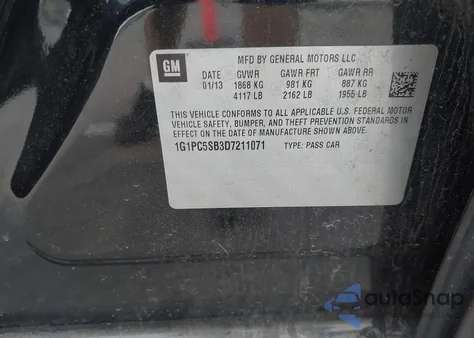 GM
MFD BY GENERAL MOTORS LLC
01/13 GVWR GAWR FRT GAWR RR
1868 KG 981 KG 887 KG
4117 LB 2162 LB 1955 LB
THIS VEHICLE CONFORMS TO ALL APPLICABLE U.S. FEDERAL MOTOR
VEHICLE SAFETY, BUMPER, AND THEFT PREVENTION STANDARDS IN
EFFECT ON THE DATE OF MANUFACTURE SHOWN ABOVE.
1G1PC5SB3D7211071 TYPE: PASS CAR
autoSnap